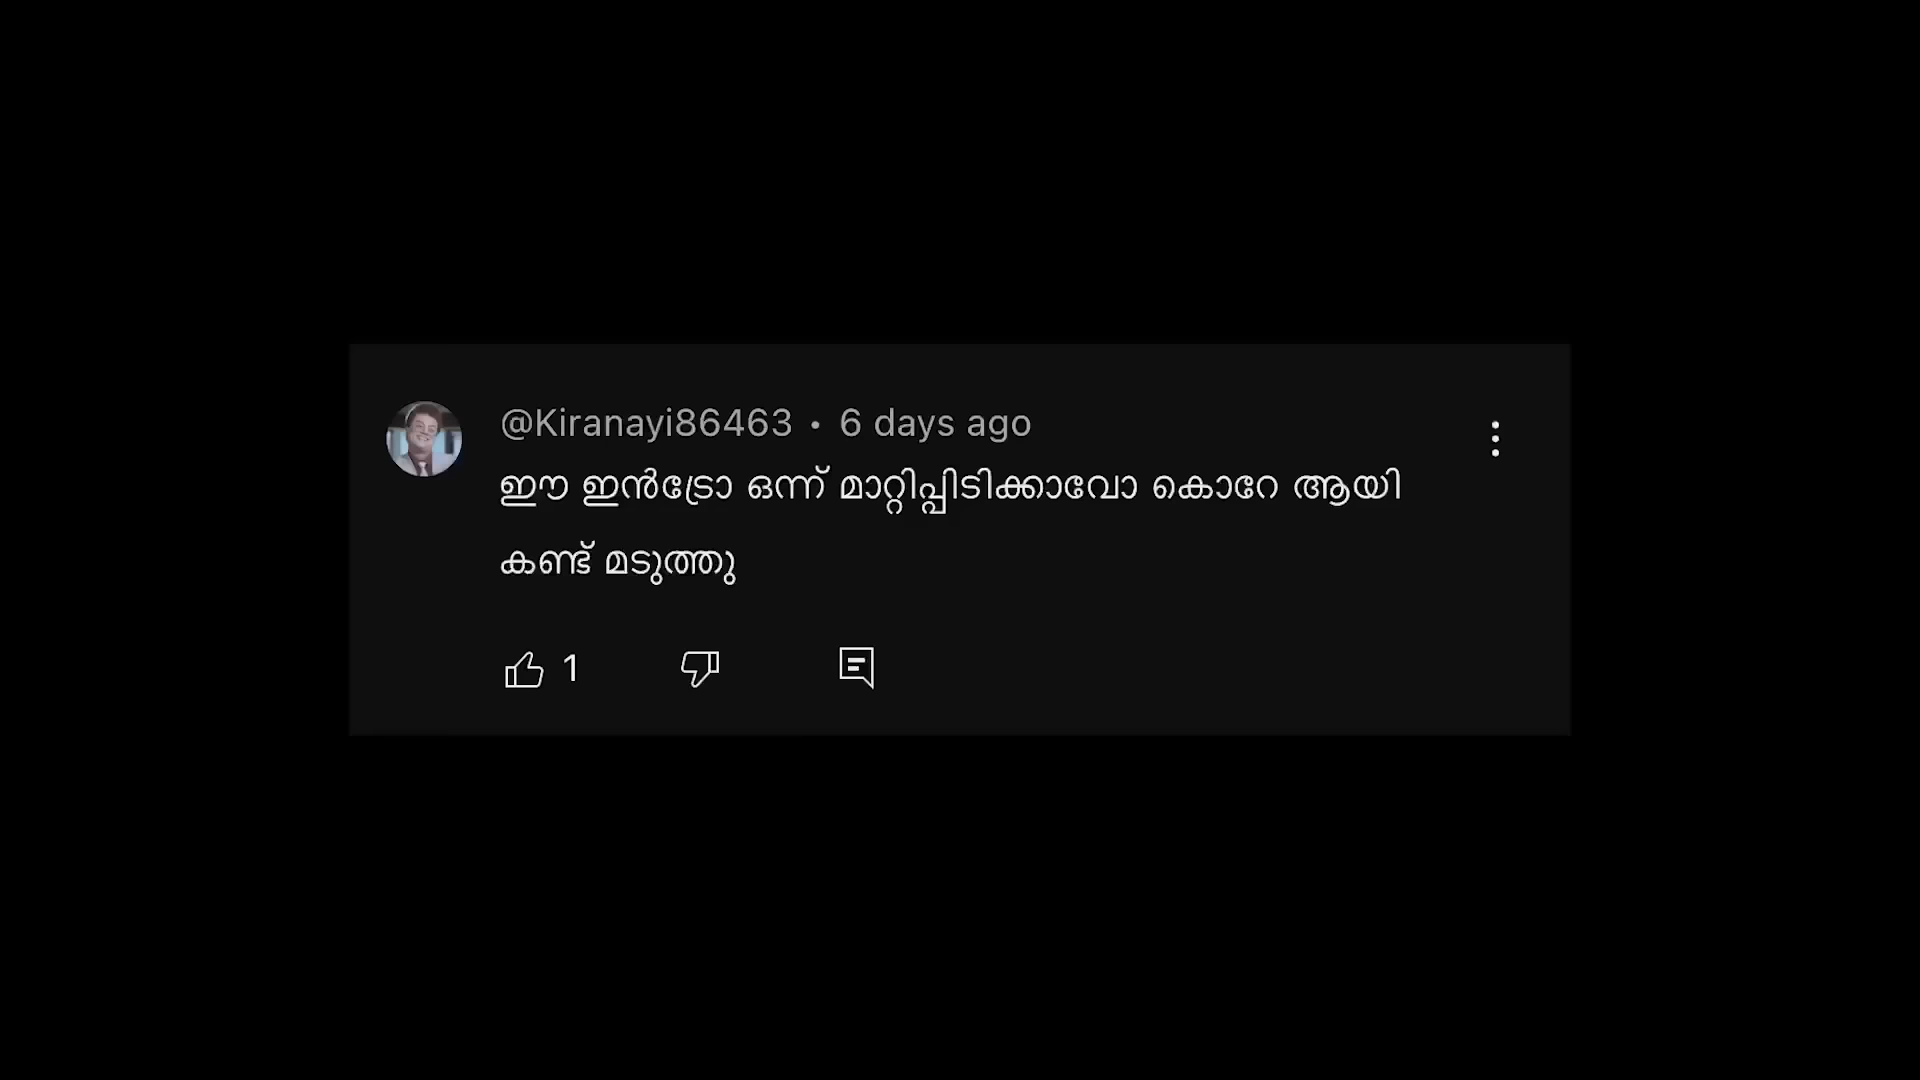 @Kiranayi86463 • 6 days ago
ഈ ഇൻട്രോ ഒന്ന് മാറ്റിപ്പിടിക്കാവോ കൊറേ ആയി
കണ്ട് മടുത്തു
1